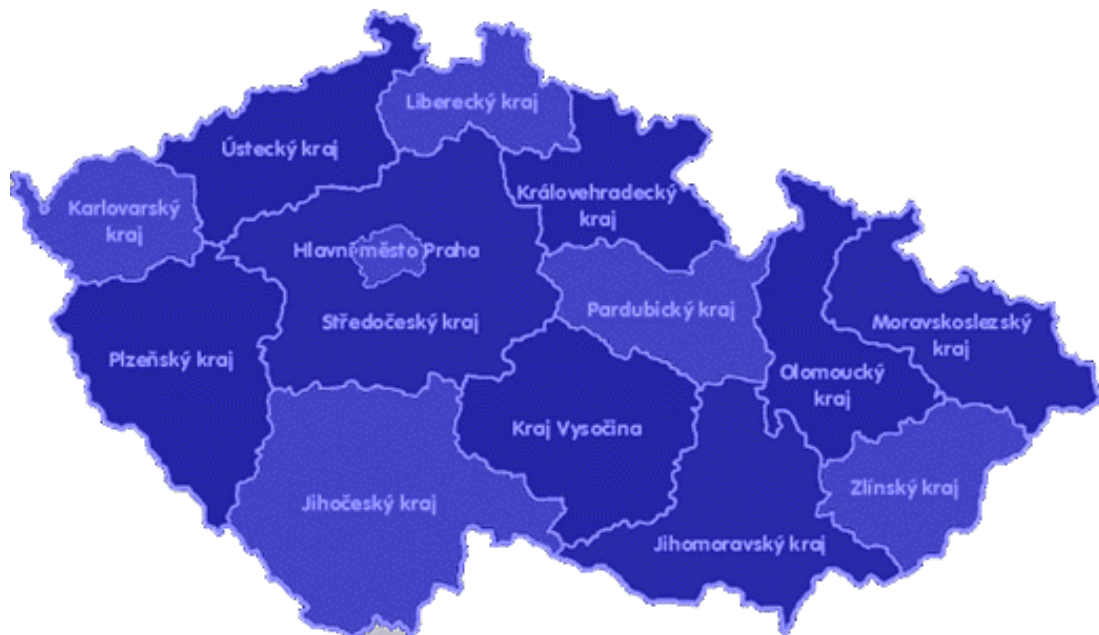 Liberecký kraj
Ústecký kraj
Královehradecký
kraj
Karlovarský
kraj
Hlavní město Praha
Pardubický kraj
Středočeský kraj
Moravskoslezský
kraj
Plzeňský kraj
Olomoucký
kraj
Kraj Vysočina
Zlínský kraj
Jihočeský kraj
Jihomoravský kraj